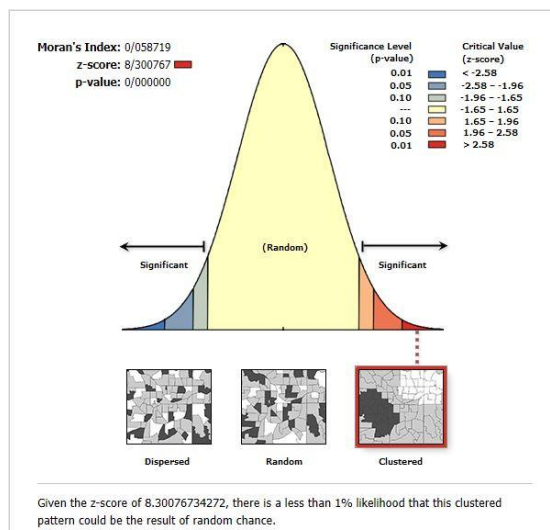 Moran's Index: 0/058719
z-score: 8/300767
p-value: 0/000000
Significance Level
(p-value)
Critical Value
(z-score)
0.01 < -2.58
0.05 -2.58 – -1.96
0.10 -1.96 – -1.65
--- -1.65 – 1.65
0.10 1.65 – 1.96
0.05 1.96 – 2.58
0.01 > 2.58
(Random)
Significant
Significant
Dispersed
Random
Clustered
Given the z-score of 8.30076734272, there is a less than 1% likelihood that this clustered
pattern could be the result of random chance.